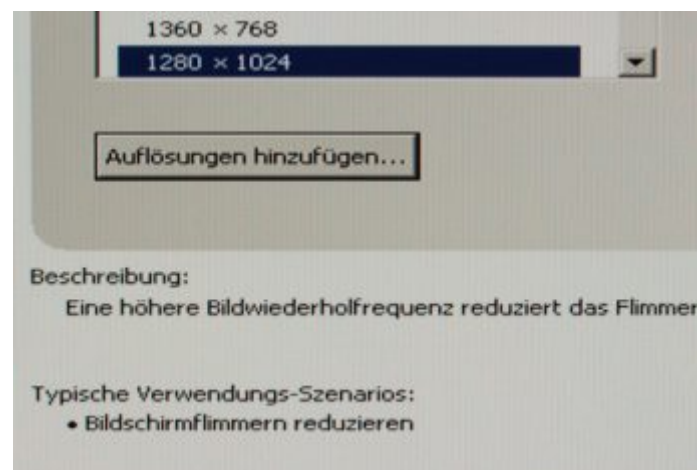 1360 × 768
1280 × 1024
Auflösungen hinzufügen...
Beschreibung:
Eine höhere Bildwiederholfrequenz reduziert das Flimmer
Typische Verwendungs-Szenarios:
• Bildschirmflimmern reduzieren